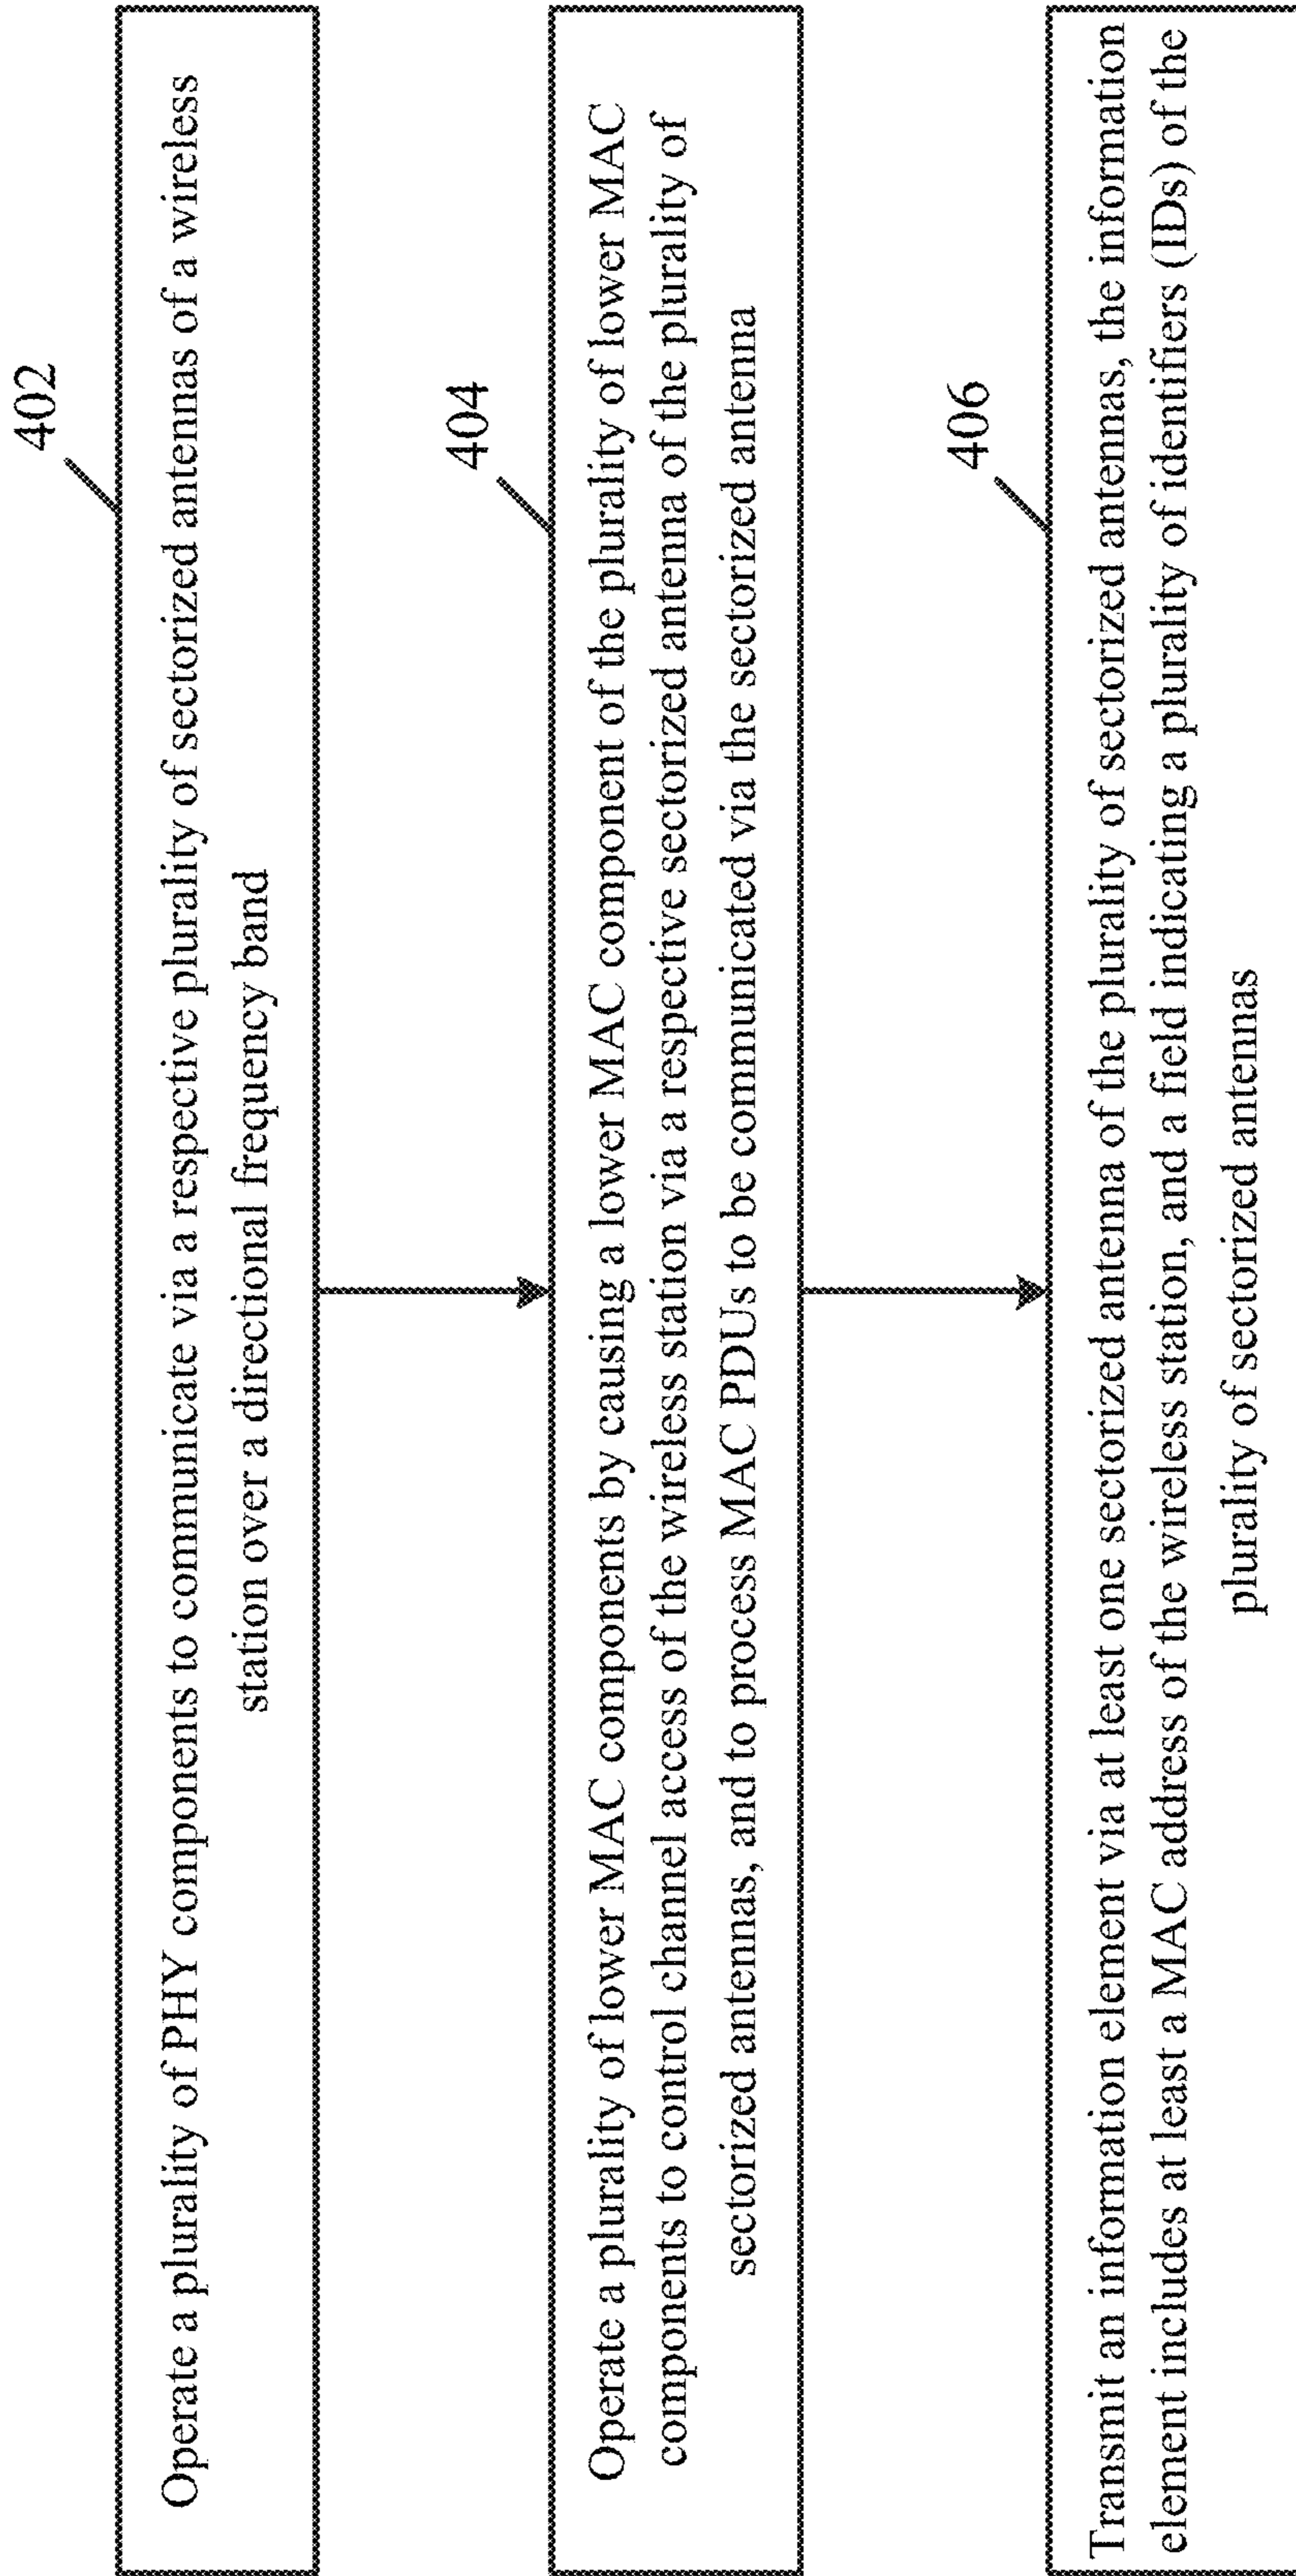 402
Operate a plurality of PHY components to communicate via a respective plurality of sectorized antennas of a wireless
station over a directional frequency band
404
Operate a plurality of lower MAC components by causing a lower MAC component of the plurality of lower MAC
components to control channel access of the wireless station via a respective sectorized antenna of the plurality of
sectorized antennas, and to process MAC PDUs to be communicated via the sectorized antenna
406
Transmit an information element via at least one sectorized antenna of the plurality of sectorized antennas, the information
element includes at least a MAC address of the wireless station, and a field indicating a plurality of identifiers (IDs) of the
plurality of sectorized antennas